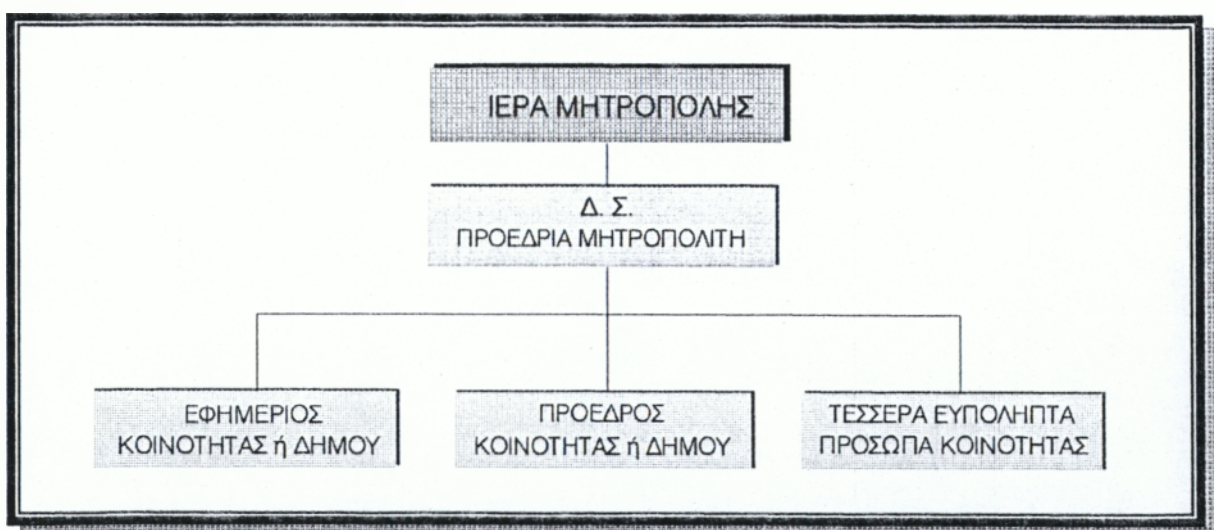 ΙΕΡΑ ΜΗΤΡΟΠΟΛΗΣ
Δ. Σ.
ΠΡΟΕΔΡΙΑ ΜΗΤΡΟΠΟΛΙΤΗ
ΕΦΗΜΕΡΙΟΣ
ΚΟΙΝΟΤΗΤΑΣ ή ΔΗΜΟΥ
ΠΡΟΕΔΡΟΣ
ΚΟΙΝΟΤΗΤΑΣ ή ΔΗΜΟΥ
ΤΕΣΣΕΡΑ ΕΥΠΟΛΗΠΤΑ
ΠΡΟΣΩΠΑ ΚΟΙΝΟΤΗΤΑΣ